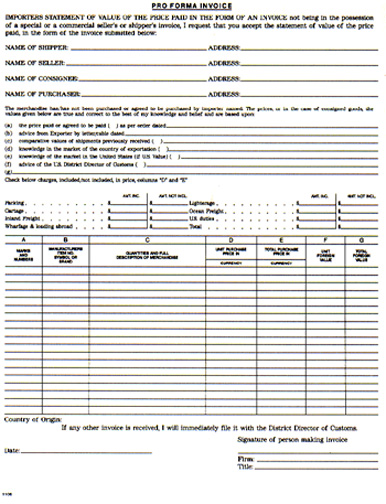 PRO FORMA INVOICE
IMPORTERS STATEMENT OF VALUE OF THE PRICE PAID IN THE FORM OF AN INVOICE not being in the possession
of a special or a commercial seller's or shipper's invoice, I request that you accept the statement of value of the price
paid, in the form of the invoice submitted below:
NAME OF SHIPPER: ADDRESS:
NAME OF SELLER: ADDRESS:
NAME OF CONSIGNEE: ADDRESS:
NAME OF PURCHASER: ADDRESS:
The merchandise has/has not been purchased or agreed to be purchased by importer named. The prices, or in the case of consigned goods, the
values given below are true and correct to the best of my knowledge and belief and are based upon
(a) the price paid or agreed to be paid ( ) as per order dated
(b) advice from Exporter by letter/cable dated
(c) comparative values of shipments previously received ( )
(d) knowledge in the market of the country of exportation ( )
(e) knowledge of the market in the United States (if US Value) ( )
(f) advice of the US District Director of Customs ( )
(g)
Check below charges, included/not included, in price, columns "D" and "E"
AMT. INC. AMT. NOT INCL. AMT. INC. AMT. NOT INCL.
Packing $ $ Lighterage $ $
Cartage $ $ Ocean Freight $ $
Inland Freight $ $ US duties $ $
Wharfage & loading abroad $ $ Total $ $
A B C D E F G
MARKS AND NUMBERS MANUFACTURERS ITEM NO. SYMBOL OR BRAND QUANTITIES AND FULL DESCRIPTION OF MERCHANDISE UNIT PURCHASE PRICE IN CURRENCY TOTAL PURCHASE PRICE IN CURRENCY UNIT FOREIGN VALUE TOTAL FOREIGN VALUE
Country of Origin:
If any other invoice is received, I will immediately file it with the District Director of Customs.
Signature of person making invoice
Date:
Firm:
Title: